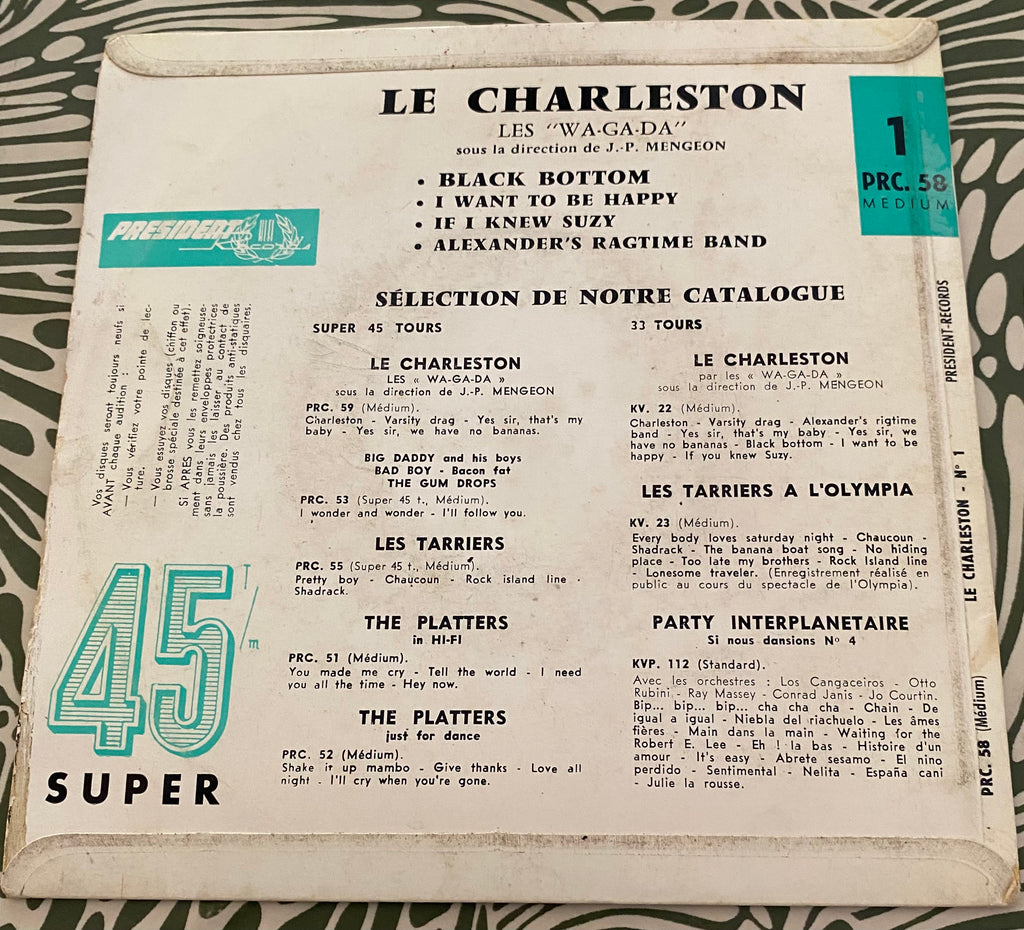 LE CHARLESTON
LES "WA-GA-DA"
sous la direction de J.-P. MENGEON
• BLACK BOTTOM
• I WANT TO BE HAPPY
• IF I KNEW SUZY
• ALEXANDER'S RAGTIME BAND
1
PRC. 58
MEDIUM
PRESIDENT
Records
Vos disques seront toujours neufs si
AVANT chaque audition :
— Vous vérifiez votre pointe de lec-
ture.
— Vous essuyez vos disques (chiffon ou
brosse spéciale destinée à cet effet).
Si APRES vous les remettez soigneuse-
ment dans leurs enveloppes protectrices
sans jamais les laisser au contact de
la poussière. Des produits anti-statiques
sont vendus chez tous les disquaires.
45 T/m
SUPER
SÉLECTION DE NOTRE CATALOGUE
SUPER 45 TOURS
LE CHARLESTON
LES « WA-GA-DA »
sous la direction de J.-P. MENGEON
PRC. 59 (Médium).
Charleston - Varsity drag - Yes sir, that's my
baby - Yes sir, we have no bananas.
BIG DADDY and his boys
BAD BOY - Bacon fat
THE GUM DROPS
PRC. 53 (Super 45 t., Médium).
I wonder and wonder - I'll follow you.
LES TARRIERS
PRC. 55 (Super 45 t., Médium).
Pretty boy - Chaucoun - Rock island line -
Shadrack.
THE PLATTERS
in HI-FI
PRC. 51 (Médium).
You made me cry - Tell the world - I need
you all the time - Hey now.
THE PLATTERS
just for dance
PRC. 52 (Médium).
Shake it up mambo - Give thanks - Love all
night - I'll cry when you're gone.
33 TOURS
LE CHARLESTON
par les « WA-GA-DA »
sous la direction de J.-P. MENGEON
KV. 22 (Médium).
Charleston - Varsity drag - Alexander's rigtime
band - Yes sir, that's my baby - Yes sir, we
have no bananas - Black bottom - I want to be
happy - If you knew Suzy.
LES TARRIERS A L'OLYMPIA
KV. 23 (Médium).
Every body loves saturday night - Chaucoun -
Shadrack - The banana boat song - No hiding
place - Too late my brothers - Rock Island line
- Lonesome traveler. (Enregistrement réalisé en
public au cours du spectacle de l'Olympia).
PARTY INTERPLANETAIRE
Si nous dansions N° 4
KVP. 112 (Standard).
Avec les orchestres : Los Cangaceiros - Otto
Rubini - Ray Massey - Conrad Janis - Jo Courtin.
Bip... bip... bip... cha cha cha - Chain - De
igual a igual - Niebla del riachuelo - Les âmes
fières - Main dans la main - Waiting for the
Robert E. Lee - Eh ! la bas - Histoire d'un
amour - It's easy - Abrete sesamo - El nino
perdido - Sentimental - Nelita - España cani
- Julie la rousse.
PRESIDENT-RECORDS
LE CHARLESTON - N° 1
PRC. 58 (Médium)